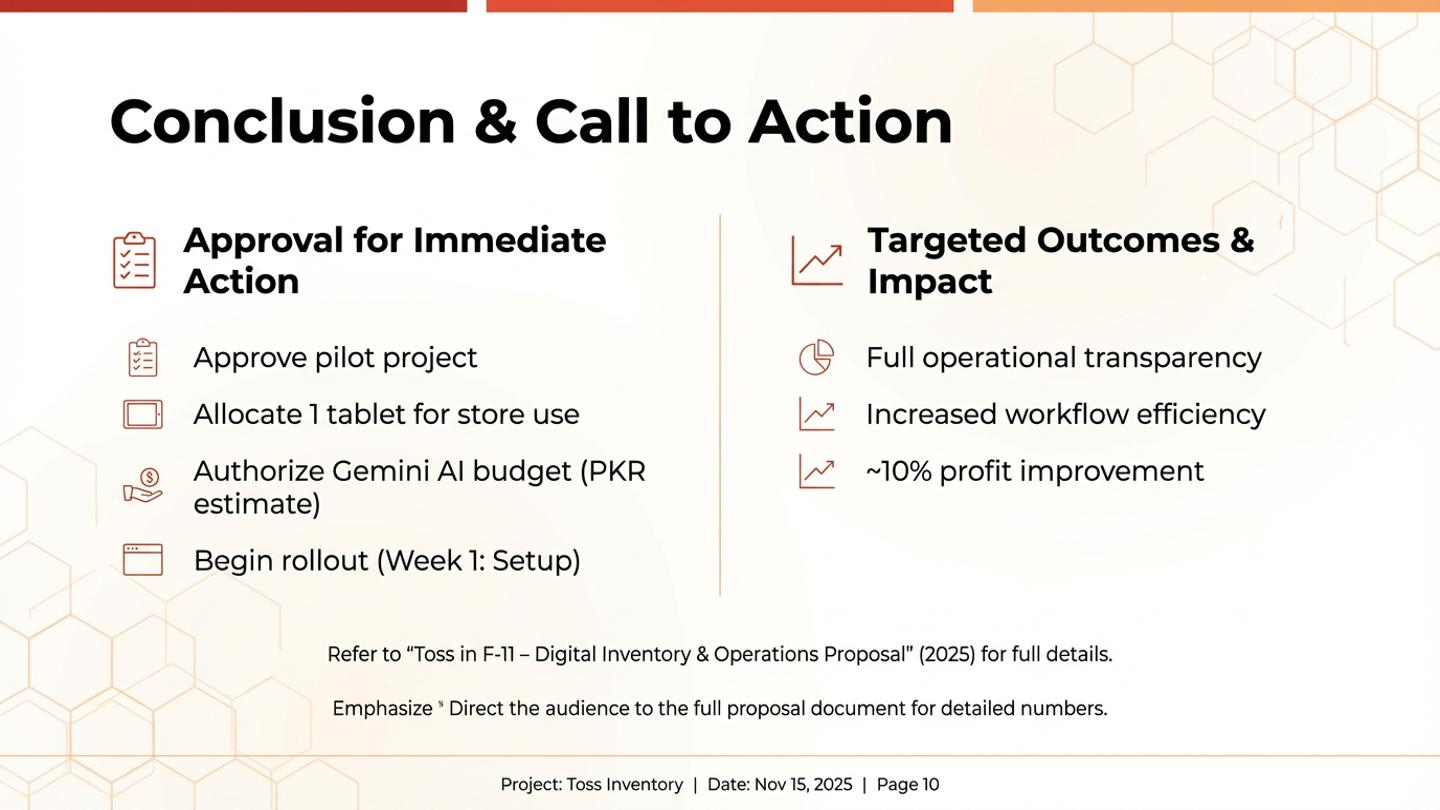 Conclusion & Call to Action
Approval for Immediate
Action
Approve pilot project
Allocate 1 tablet for store use
Authorize Gemini AI budget (PKR
estimate)
Begin rollout (Week 1: Setup)
Targeted Outcomes &
Impact
Full operational transparency
Increased workflow efficiency
~10% profit improvement
Refer to “Toss in F-11 – Digital Inventory & Operations Proposal” (2025) for full details.
Emphasize Direct the audience to the full proposal document for detailed numbers.
Project: Toss Inventory | Date: Nov 15, 2025 | Page 10